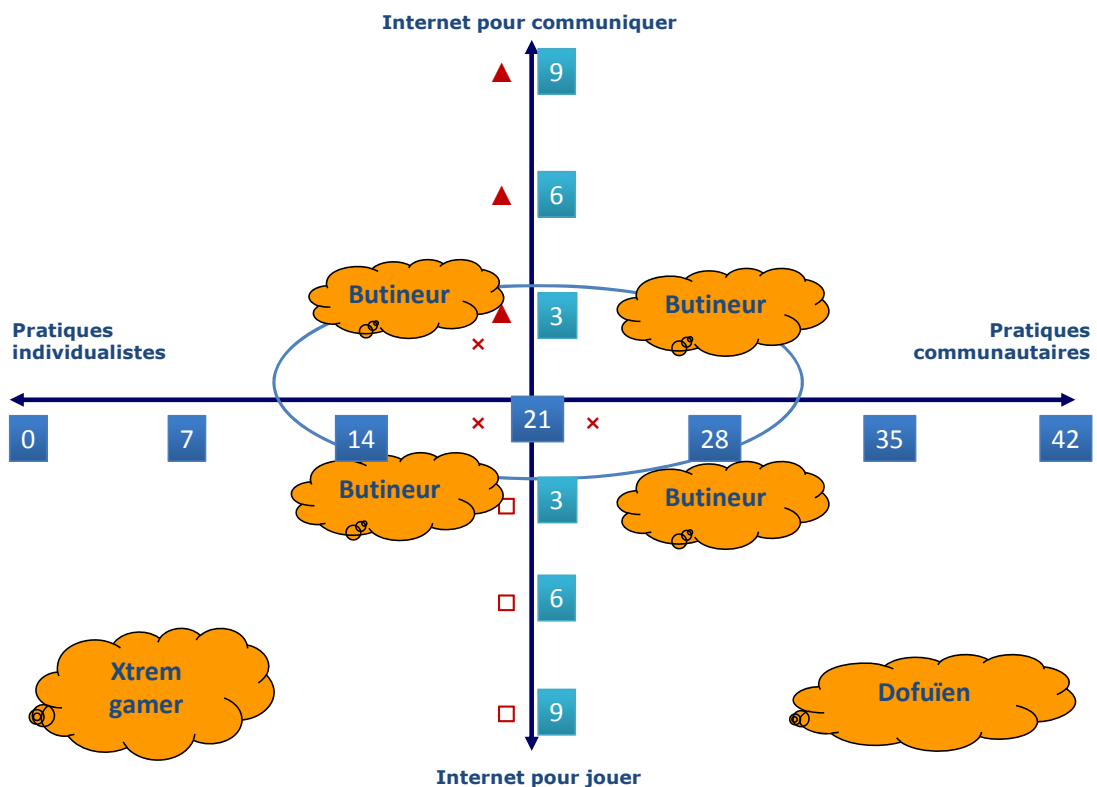 Internet pour communiquer
9
6
Butineur
Butineur
3
Pratiques
individualistes
Pratiques
communautaires
0
7
14
21
28
35
42
Butineur
3
Butineur
6
Xtrem
gamer
Dofuïen
9
Internet pour jouer